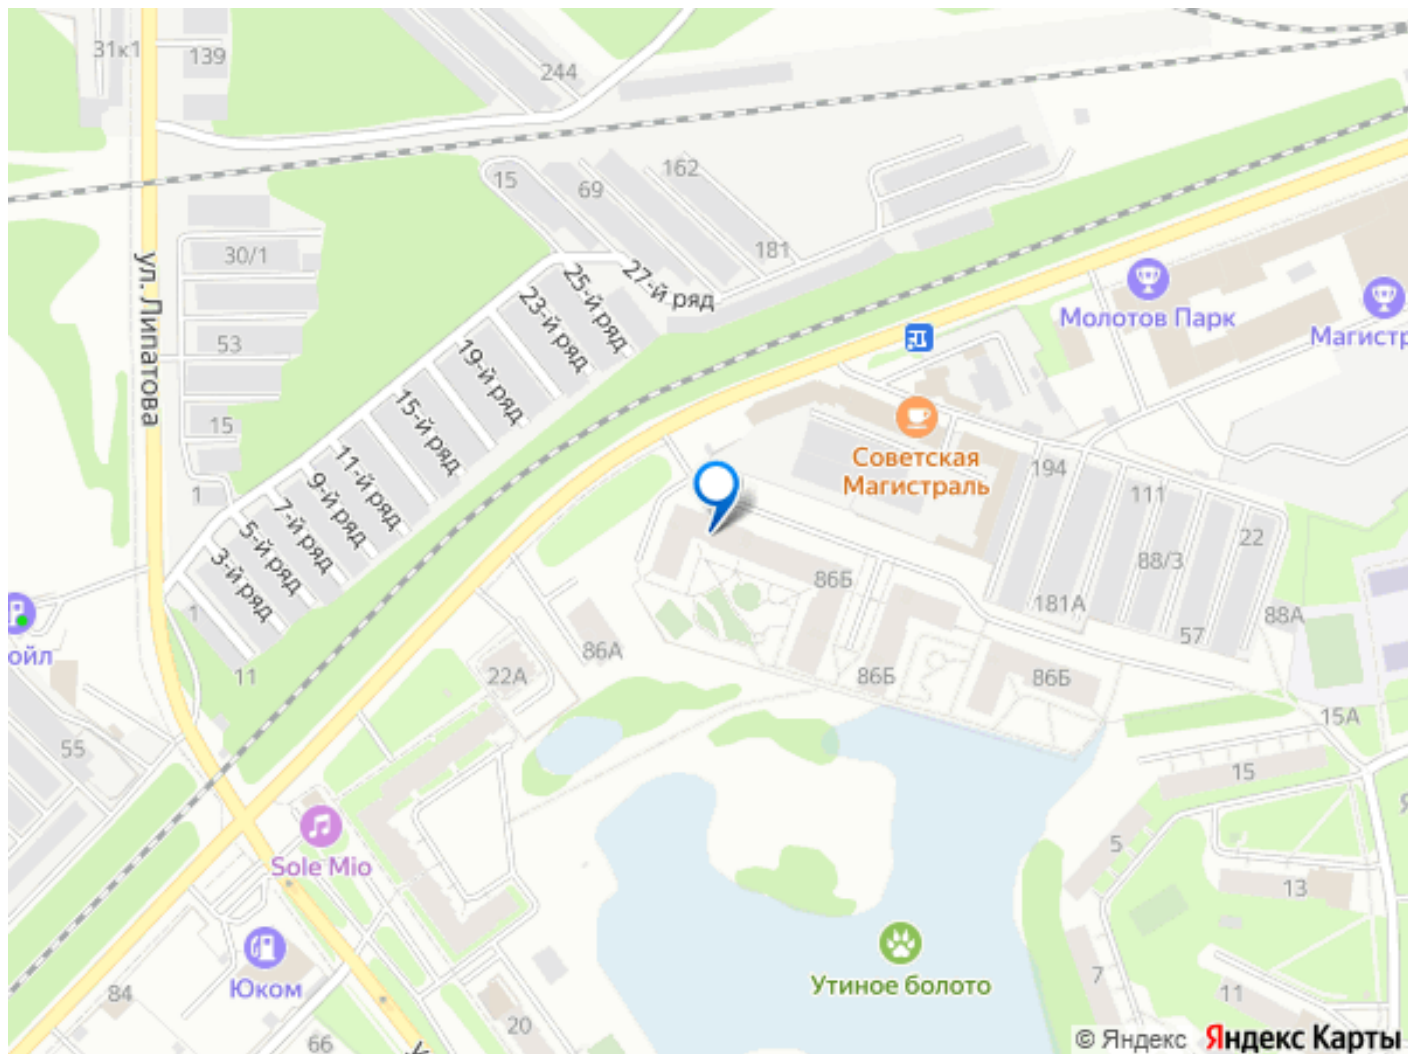 31к1
139
244
15
69
162
181
30/1
27-й ряд
25-й ряд
23-й ряд
ул. Липатова
53
19-й ряд
Молотов Парк
Магистр
15
15-й ряд
11-й ряд
9-й ряд
7-й ряд
5-й ряд
3-й ряд
1
Советская
Магистраль
194
111
22
88/3
86Б
181А
57
88А
1
ойл
11
86А
22А
86Б
86Б
15А
55
15
5
Sole Mio
13
Утиное болото
7
11
Юком
84
20
66
© Яндекс Яндекс Карты